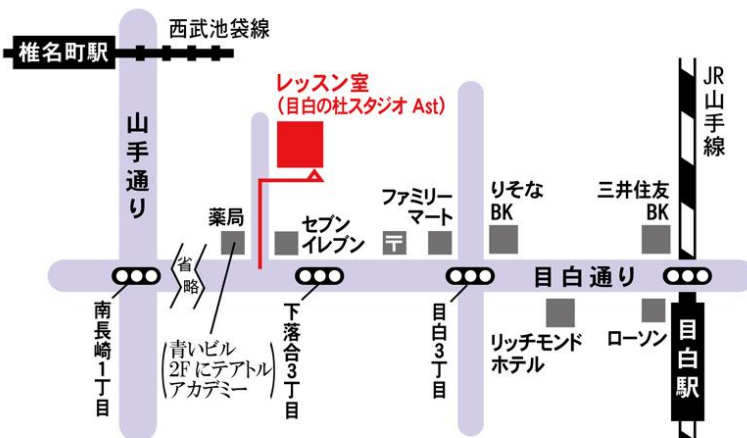 西武池袋線
椎名町駅
レッスン室
（目白の杜スタジオ Ast）
JR山手線
山手通り
薬局
セブン
イレブン
〒
ファミリー
マート
りそな
BK
三井住友
BK
省略
目白通り
南長崎1丁目
青いビル
2Fにテアトル
アカデミー
下落合3丁目
目白3丁目
リッチモンド
ホテル
ローソン
目白駅